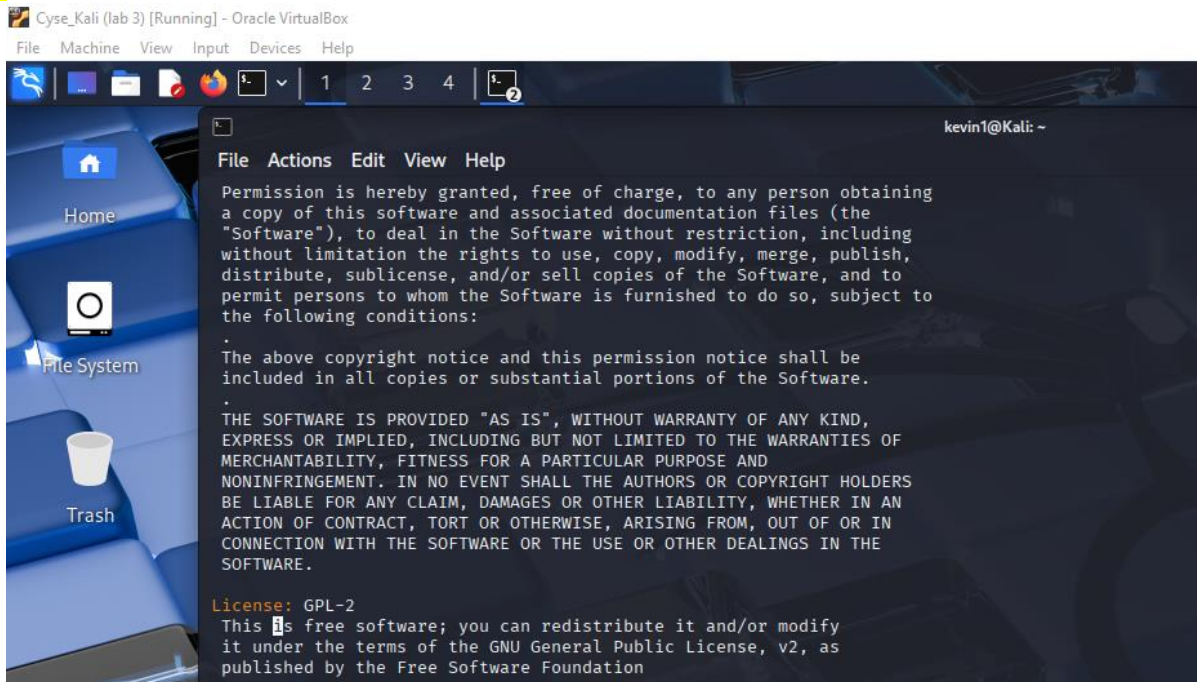 Cyse_Kali (lab 3) [Running] - Oracle VirtualBox
File Machine View Input Devices Help
1 2 3 4 2
kevin1@Kali: ~
File Actions Edit View Help
Home
File System
Trash
Permission is hereby granted, free of charge, to any person obtaining
a copy of this software and associated documentation files (the
"Software"), to deal in the Software without restriction, including
without limitation the rights to use, copy, modify, merge, publish,
distribute, sublicense, and/or sell copies of the Software, and to
permit persons to whom the Software is furnished to do so, subject to
the following conditions:
.
The above copyright notice and this permission notice shall be
included in all copies or substantial portions of the Software.
.
THE SOFTWARE IS PROVIDED "AS IS", WITHOUT WARRANTY OF ANY KIND,
EXPRESS OR IMPLIED, INCLUDING BUT NOT LIMITED TO THE WARRANTIES OF
MERCHANTABILITY, FITNESS FOR A PARTICULAR PURPOSE AND
NONINFRINGEMENT. IN NO EVENT SHALL THE AUTHORS OR COPYRIGHT HOLDERS
BE LIABLE FOR ANY CLAIM, DAMAGES OR OTHER LIABILITY, WHETHER IN AN
ACTION OF CONTRACT, TORT OR OTHERWISE, ARISING FROM, OUT OF OR IN
CONNECTION WITH THE SOFTWARE OR THE USE OR OTHER DEALINGS IN THE
SOFTWARE.
License: GPL-2
This is free software; you can redistribute it and/or modify
it under the terms of the GNU General Public License, v2, as
published by the Free Software Foundation